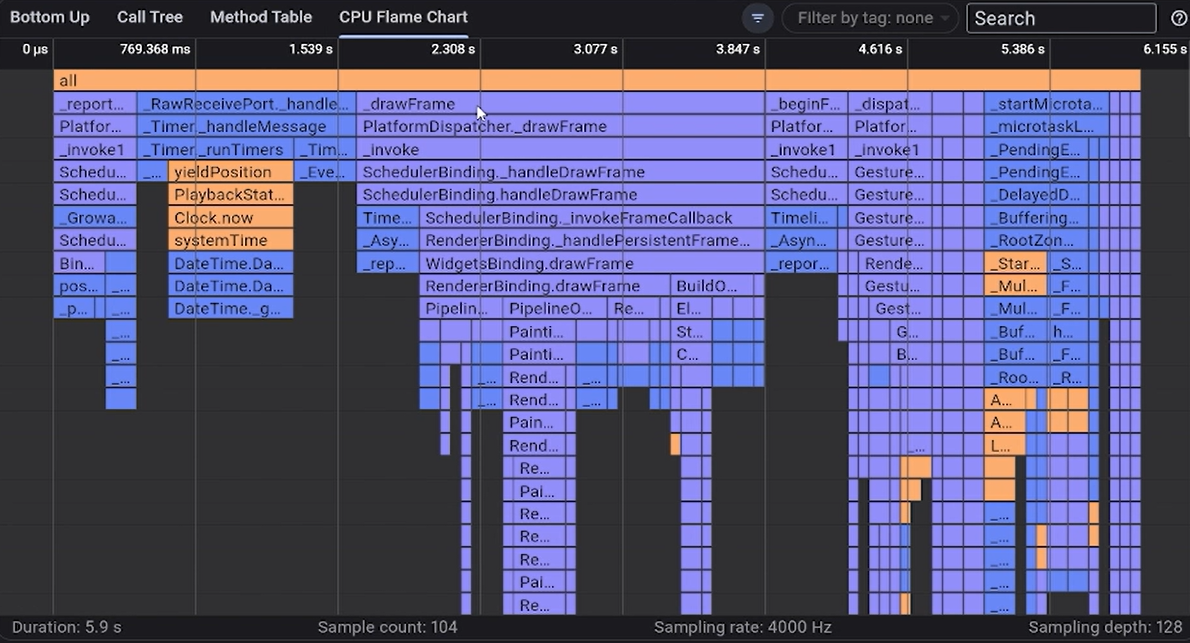 Bottom Up Call Tree Method Table CPU Flame Chart Filter by tag: none Search
0 µs 769.368 ms 1.539 s 2.308 s 3.077 s 3.847 s 4.616 s 5.386 s 6.155 s
all
_report... _RawReceivePort._handle... _drawFrame _beginF... _dispat... _startMicrota...
Platfor... _Timer._handleMessage PlatformDispatcher._drawFrame Platfor... Platfor... _microtaskL...
_invoke1 _Timer._runTimers _Tim... _invoke _invoke1 _invoke1 _PendingE...
Schedu... _... yieldPosition _Eve... SchedulerBinding._handleDrawFrame Schedu... Gesture... _PendingE...
Schedu... PlaybackStat... SchedulerBinding.handleDrawFrame Schedu... Gesture... _DelayedD...
_Growa... Clock.now Time... SchedulerBinding._invokeFrameCallback Timeli... Gesture... _Buffering...
Schedu... systemTime _Asy... RendererBinding._handlePersistentFrame... _Asyn... Gesture... _RootZon...
Bin... DateTime.Da... _rep... WidgetsBinding.drawFrame _repor... Rende... _Star... _S...
pos... _... DateTime.Da... RendererBinding.drawFrame BuildO... Gestu... _Mul... _F...
_p... _... DateTime._g... Pipelin... PipelineO... Re... El... Gest... _Mul... _F...
_... Painti... St... G... _Buf... h...
_... Painti... C... B... _Buf... _F...
_... _... Rend... _... _Roo... _R...
_... Rend... _... A...
Pain... A...
Rend... _... L...
Re...
Pai...
Re... _...
Re... _...
Re... _...
Pai... _...
Re... _...
Duration: 5.9 s Sample count: 104 Sampling rate: 4000 Hz Sampling depth: 128